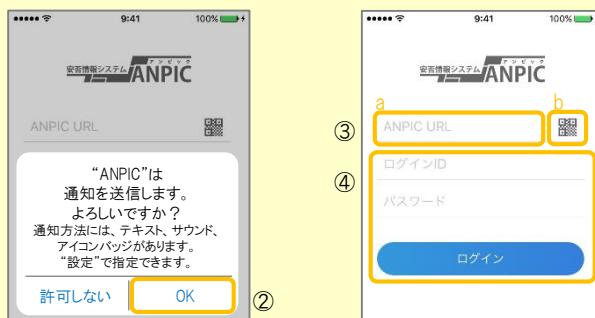 9:41
100%
安否情報システム
アンピック
ANPIC
ANPIC URL
“ANPIC”は
通知を送信します。
よろしいですか？
通知方法には、テキスト、サウンド、
アイコンバッジがあります。
“設定”で指定できます。
許可しない
OK
②
9:41
100%
安否情報システム
アンピック
ANPIC
a
b
③
ANPIC URL
④
ログインID
パスワード
ログイン